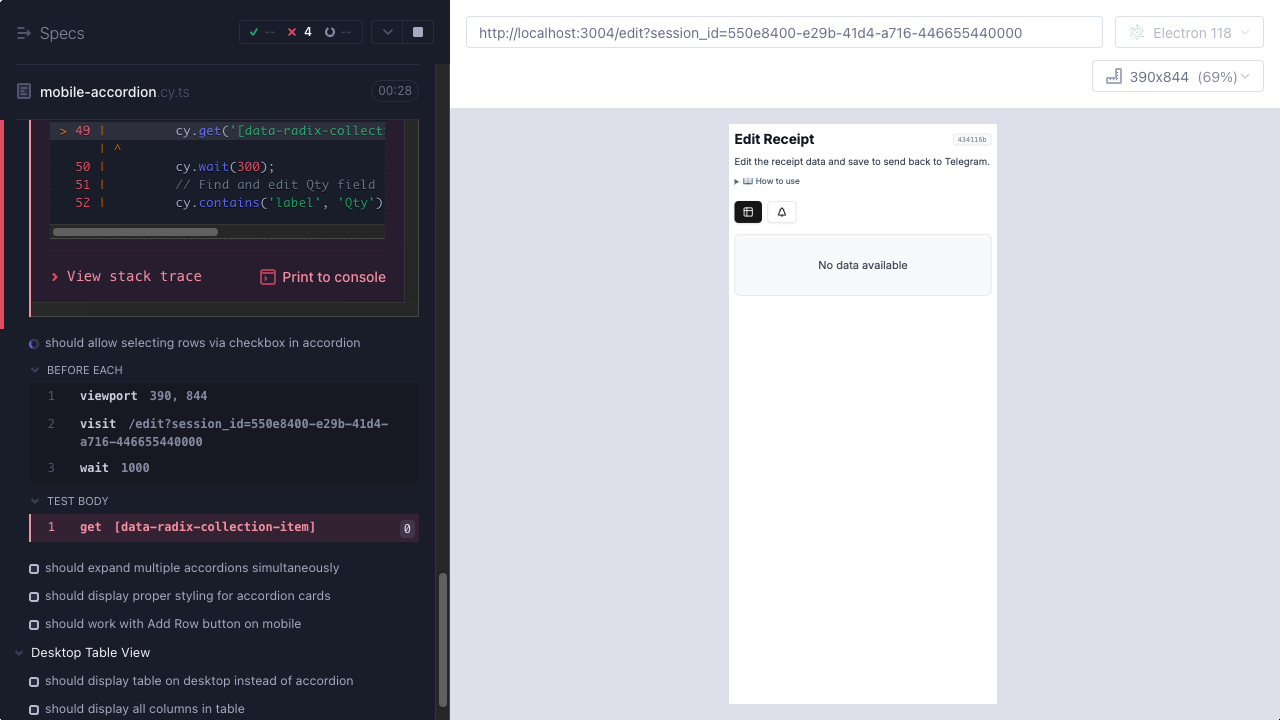 Specs
-- 4 --
mobile-accordion.cy.ts 00:28
> 49 | cy.get('[data-radix-collect
| ^
50 | cy.wait(300);
51 | // Find and edit Qty field
52 | cy.contains('label', 'Qty')
View stack trace Print to console
should allow selecting rows via checkbox in accordion
BEFORE EACH
1 viewport 390, 844
2 visit /edit?session_id=550e8400-e29b-41d4-
a716-446655440000
3 wait 1000
TEST BODY
1 get [data-radix-collection-item] 0
should expand multiple accordions simultaneously
should display proper styling for accordion cards
should work with Add Row button on mobile
Desktop Table View
should display table on desktop instead of accordion
should display all columns in table
http://localhost:3004/edit?session_id=550e8400-e29b-41d4-a716-446655440000
Electron 118
390x844 (69%)
Edit Receipt 434116b
Edit the receipt data and save to send back to Telegram.
How to use
No data available